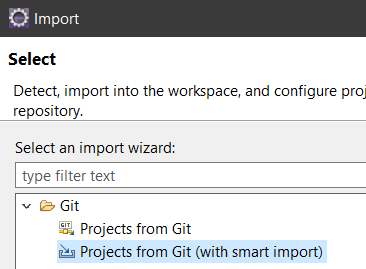 Import
Select
Detect, import into the workspace, and configure proj
repository.
Select an import wizard:
type filter text
Git
GIT Projects from Git
Projects from Git (with smart import)